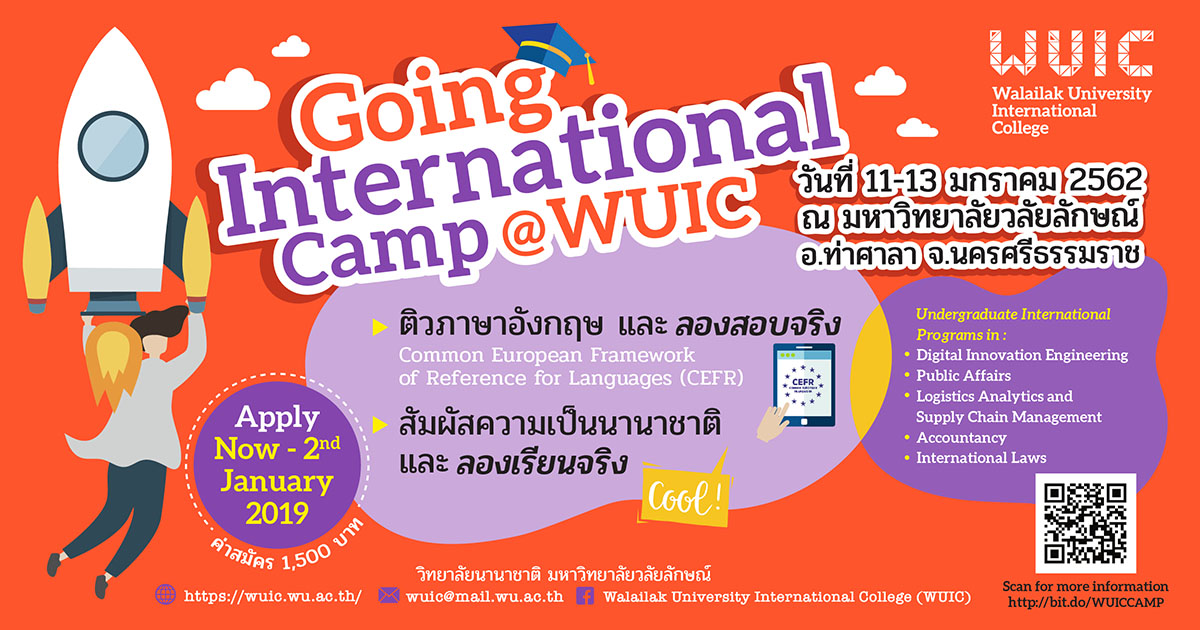 Going
International
Camp @WUIC
WUIC
Walailak University
International
College
วันที่ 11-13 มกราคม 2562
ณ มหาวิทยาลัยวลัยลักษณ์
อ.ท่าศาลา จ.นครศรีธรรมราช
ติวภาษาอังกฤษ และ ลองสอบจริง
Common European Framework
of Reference for Languages (CEFR)
CEFR
สัมผัสความเป็นนานาชาติ
และ ลองเรียนจริง
Cool!
Undergraduate International
Programs in :
• Digital Innovation Engineering
• Public Affairs
• Logistics Analytics and
Supply Chain Management
• Accountancy
• International Laws
Apply
Now - 2nd
January
2019
ค่าสมัคร 1,500 บาท
Scan for more information
http://bit.do/WUICCAMP
วิทยาลัยนานาชาติ มหาวิทยาลัยวลัยลักษณ์
https://wuic.wu.ac.th/ wuic@mail.wu.ac.th Walailak University International College (WUIC)